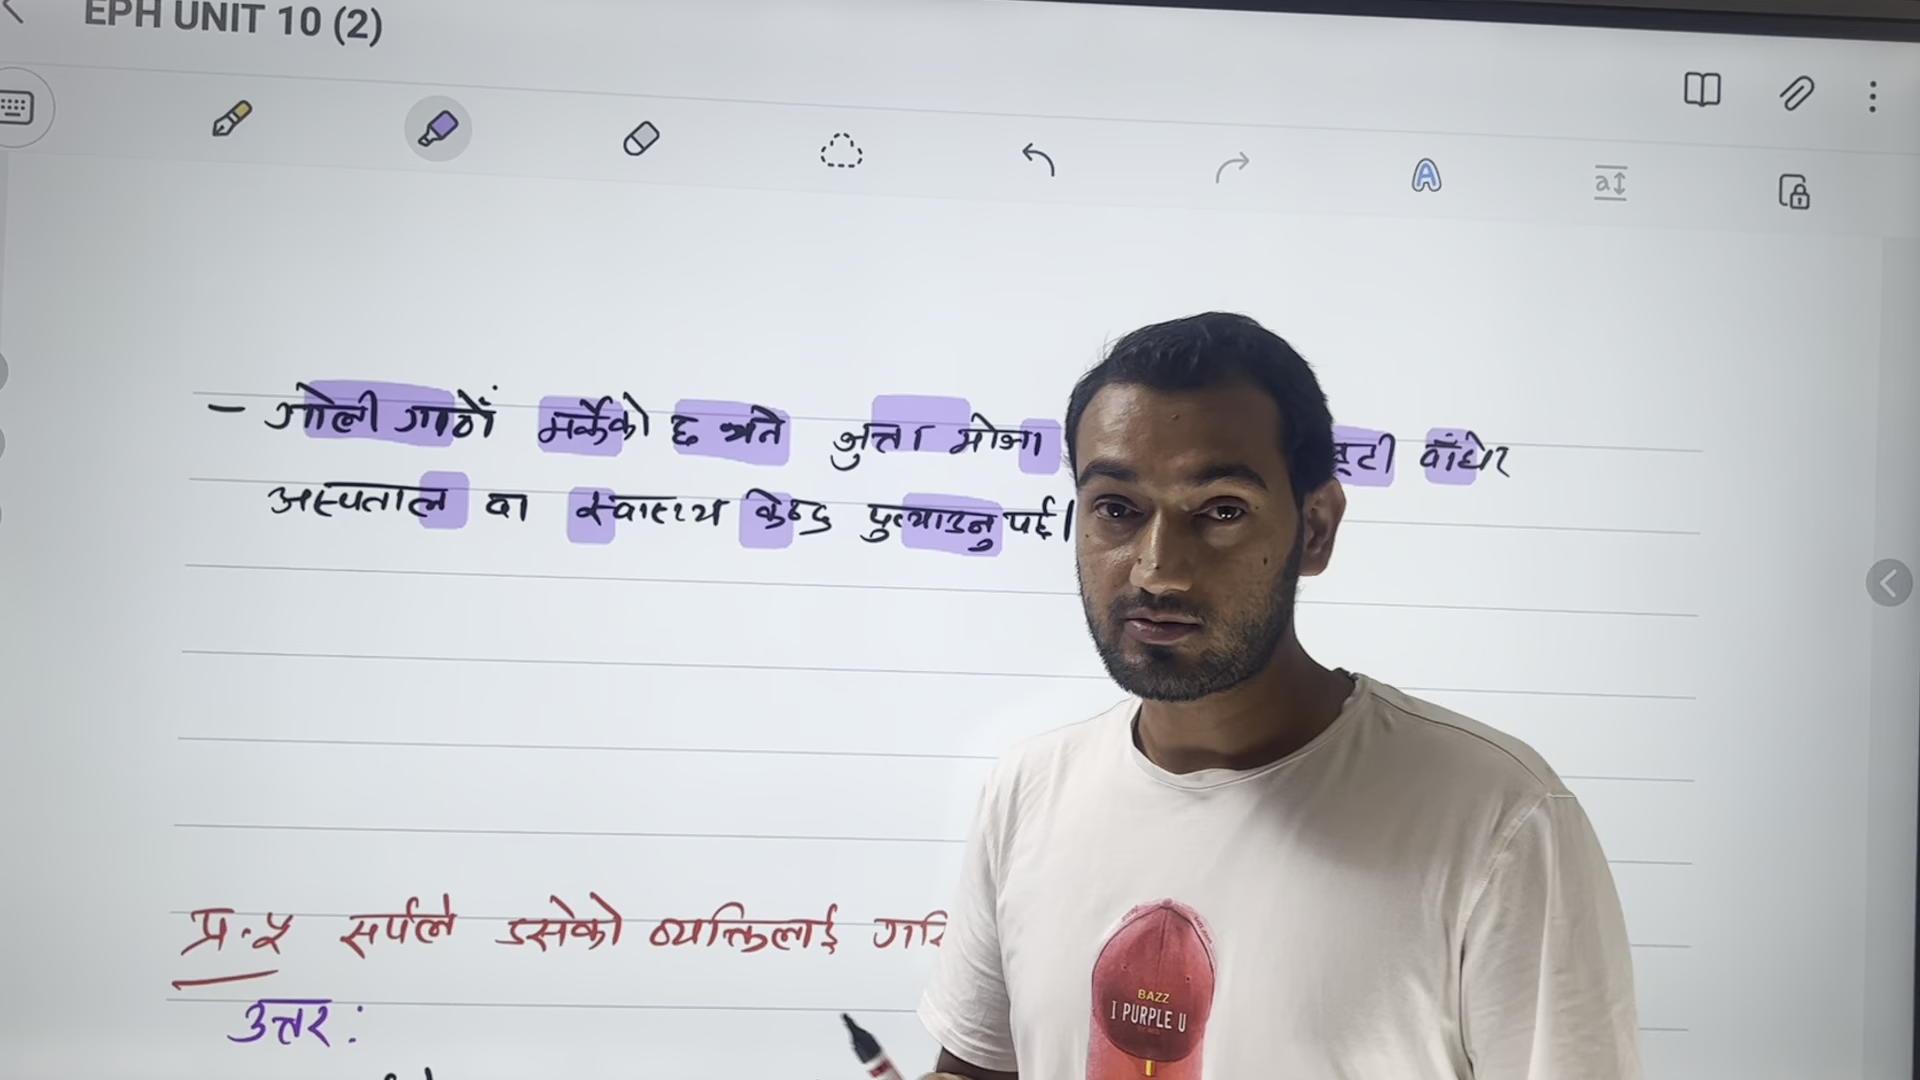 EPH UNIT 10 (2)
- गोली गाठों मर्केको छ भने जुत्ता मोजा बाँधेर
अस्पताल वा स्वास्थ्य केन्द्र पुर्‍याउनु पर्छ।
प्र.५ सर्पले डसेको व्यक्तिलाई
उत्तर :
BAZZ
I PURPLE U